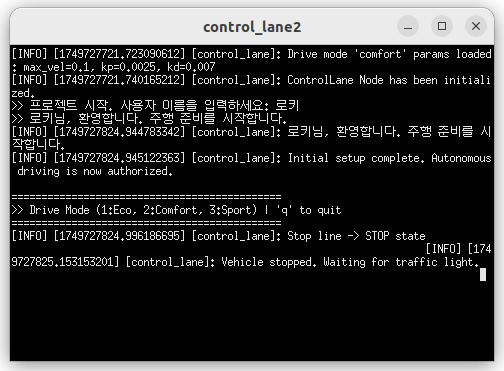 control_lane2
[INFO] [1749727721.723090612] [control_lane]: Drive mode 'comfort' params loaded
: max_vel=0.1, kp=0.0025, kd=0.007
[INFO] [1749727721.740165212] [control_lane]: ControlLane Node has been initiali
zed.
>> 프로젝트 시작. 사용자 이름을 입력하세요: 로키
>> 로키님, 환영합니다. 주행 준비를 시작합니다.
[INFO] [1749727824.944783342] [control_lane]: 로키님, 환영합니다. 주행 준비를 시
작합니다.
[INFO] [1749727824.945122363] [control_lane]: Initial setup complete. Autonomous
 driving is now authorized.
=============================================
>> Drive Mode (1:Eco, 2:Comfort, 3:Sport) | 'q' to quit
=============================================
[INFO] [1749727824.996186695] [control_lane]: Stop line -> STOP state
[INFO] [174
9727825.153153201] [control_lane]: Vehicle stopped. Waiting for traffic light.